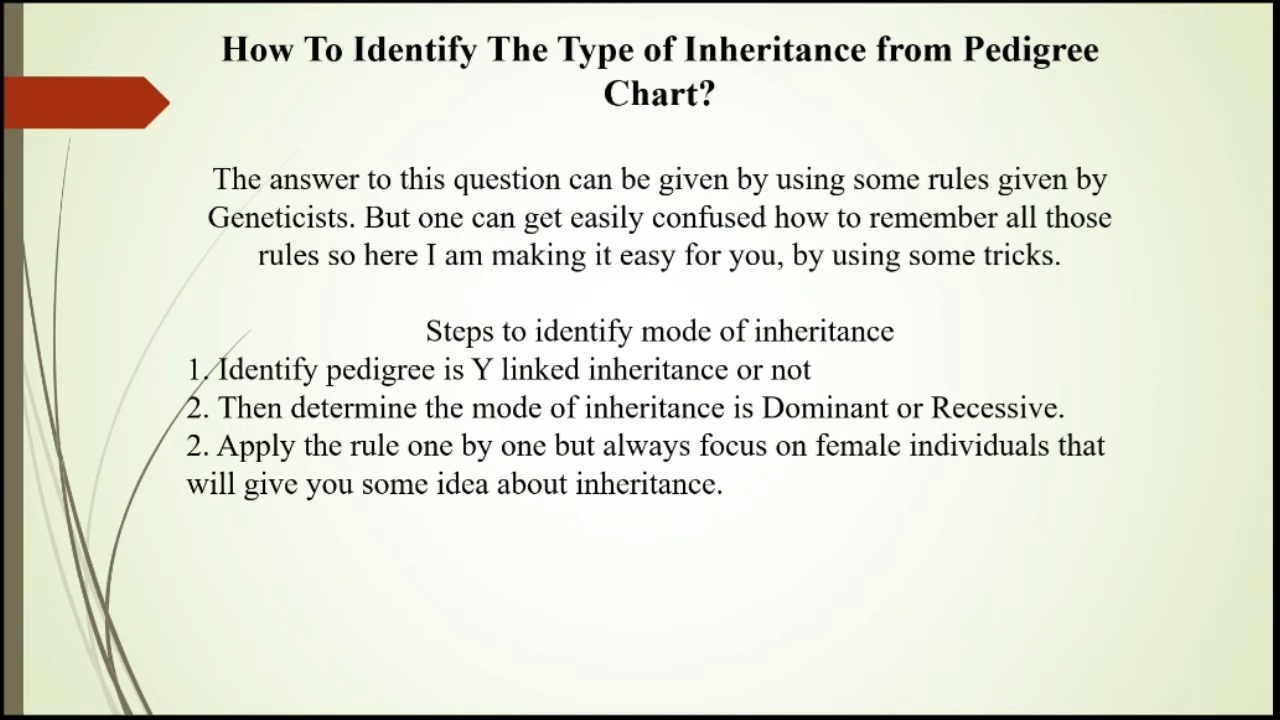 How To Identify The Type of Inheritance from Pedigree
Chart?
The answer to this question can be given by using some rules given by
Geneticists. But one can get easily confused how to remember all those
rules so here I am making it easy for you, by using some tricks.
Steps to identify mode of inheritance
1. Identify pedigree is Y linked inheritance or not
2. Then determine the mode of inheritance is Dominant or Recessive.
2. Apply the rule one by one but always focus on female individuals that
will give you some idea about inheritance.